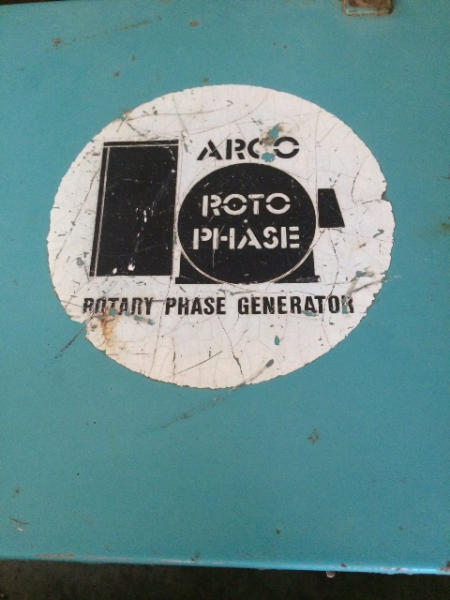 ARCO
ROTO
PHASE
ROTARY PHASE GENERATOR